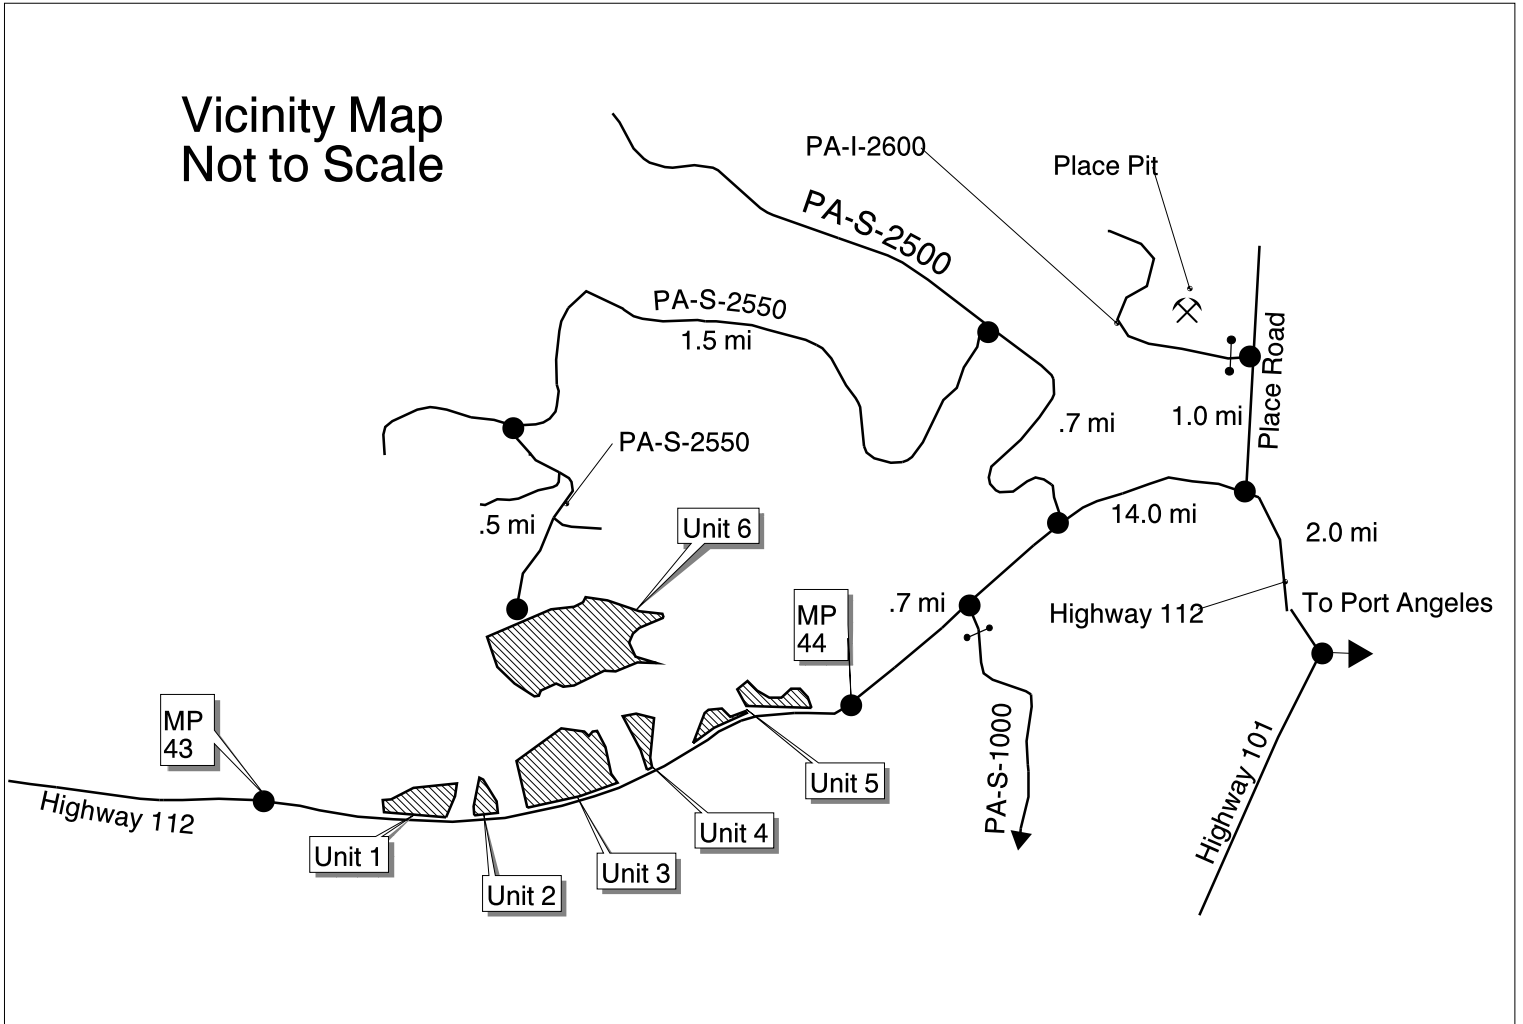 Vicinity Map
Not to Scale
PA-I-2600
Place Pit
PA-S-2500
PA-S-2550
1.5 mi
Place Road
.7 mi
1.0 mi
PA-S-2550
.5 mi
Unit 6
14.0 mi
2.0 mi
.7 mi
Highway 112
To Port Angeles
MP
44
MP
43
PA-S-1000
Highway 101
Unit 5
Highway 112
Unit 4
Unit 1
Unit 3
Unit 2